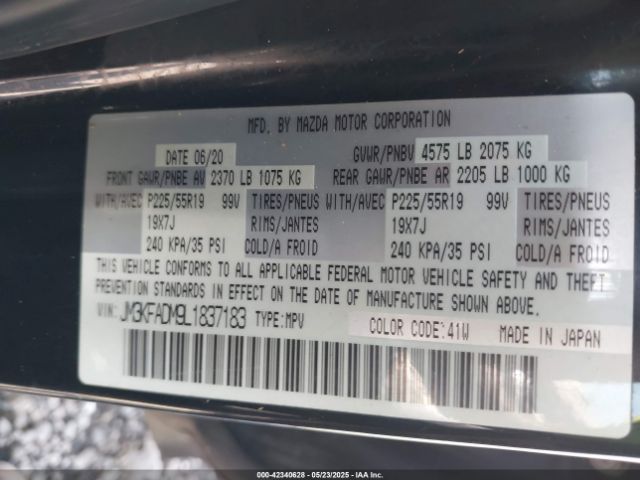 MFD. BY MAZDA MOTOR CORPORATION
DATE 06/20 GVWR/PNBV 4575 LB 2075 KG
FRONT GAWR/PNBE AV 2370 LB 1075 KG REAR GAWR/PNBE AR 2205 LB 1000 KG
WITH/AVEC P225/55R19 99V TIRES/PNEUS WITH/AVEC P225/55R19 99V TIRES/PNEUS
19X7J RIMS/JANTES 19X7J RIMS/JANTES
240 KPA/35 PSI COLD/A FROID 240 KPA/35 PSI COLD/A FROID
THIS VEHICLE CONFORMS TO ALL APPLICABLE FEDERAL MOTOR VEHICLE SAFETY AND THEFT
PREVENTION STANDARDS IN EFFECT ON THE DATE OF MANUFACTURE SHOWN ABOVE.
VIN: JM3KFADM9L1837183 TYPE:MPV COLOR CODE:41W MADE IN JAPAN
000-42340628 - 05/23/2025 - IAAI, Inc.